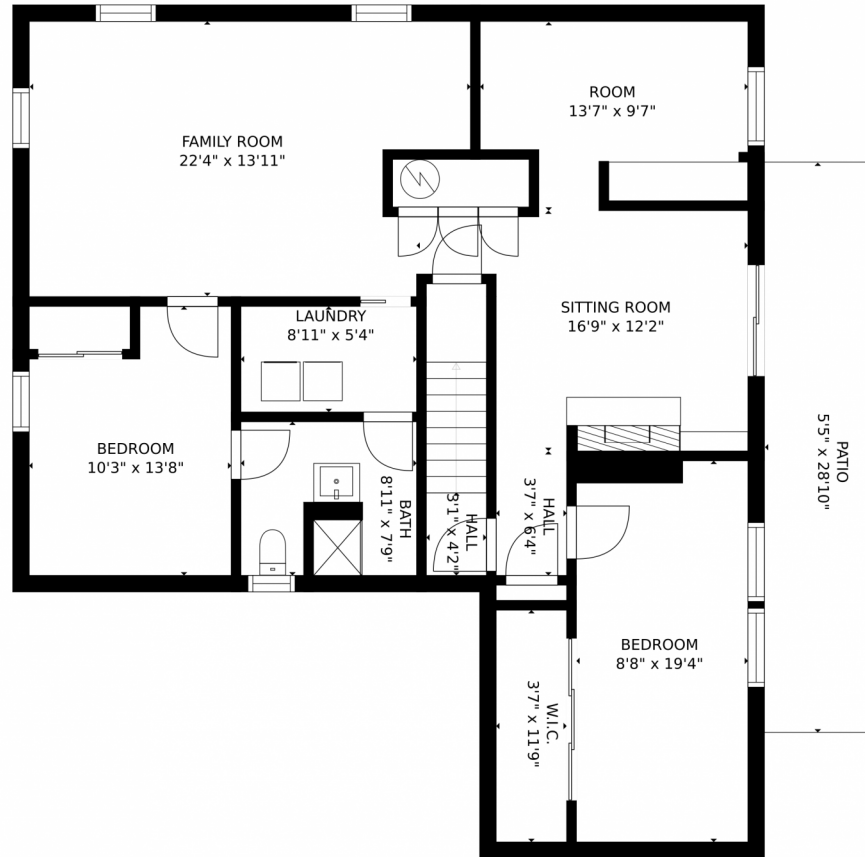 FAMILY ROOM
22'4" x 13'11"
ROOM
13'7" x 9'7"
LAUNDRY
8'11" x 5'4"
SITTING ROOM
16'9" x 12'2"
BEDROOM
10'3" x 13'8"
BATH
8'11" x 7'9"
HALL
3'1" x 4'2"
HALL
3'7" x 6'4"
PATIO
5'5" x 28'10"
BEDROOM
8'8" x 19'4"
W.I.C.
3'7" x 11'9"